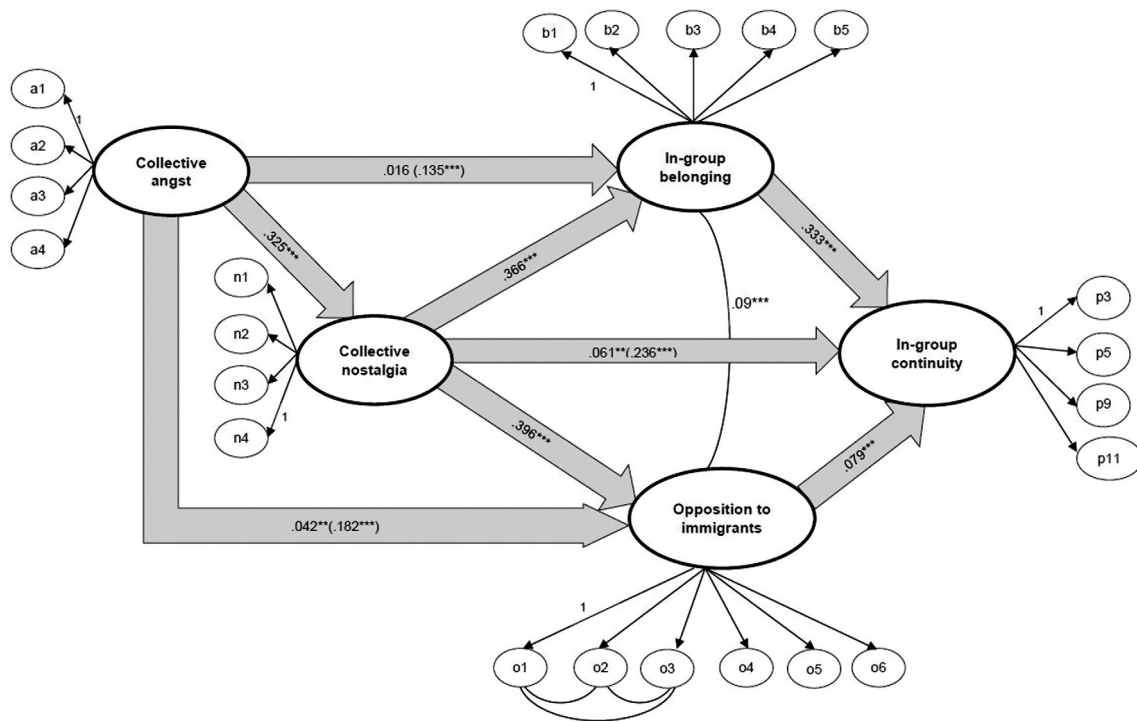 b1
b2
b3
b4
b5
1
a1
1
a2
a3
a4
Collective
angst
.016 (.135***)
In-group
belonging
.325***
.366***
.333***
n1
n2
n3
n4
1
Collective
nostalgia
.09***
.061**(.236***)
In-group
continuity
1
p3
p5
p9
p11
.396***
.079***
.042**(.182***)
Opposition to
immigrants
1
o1
o2
o3
o4
o5
o6